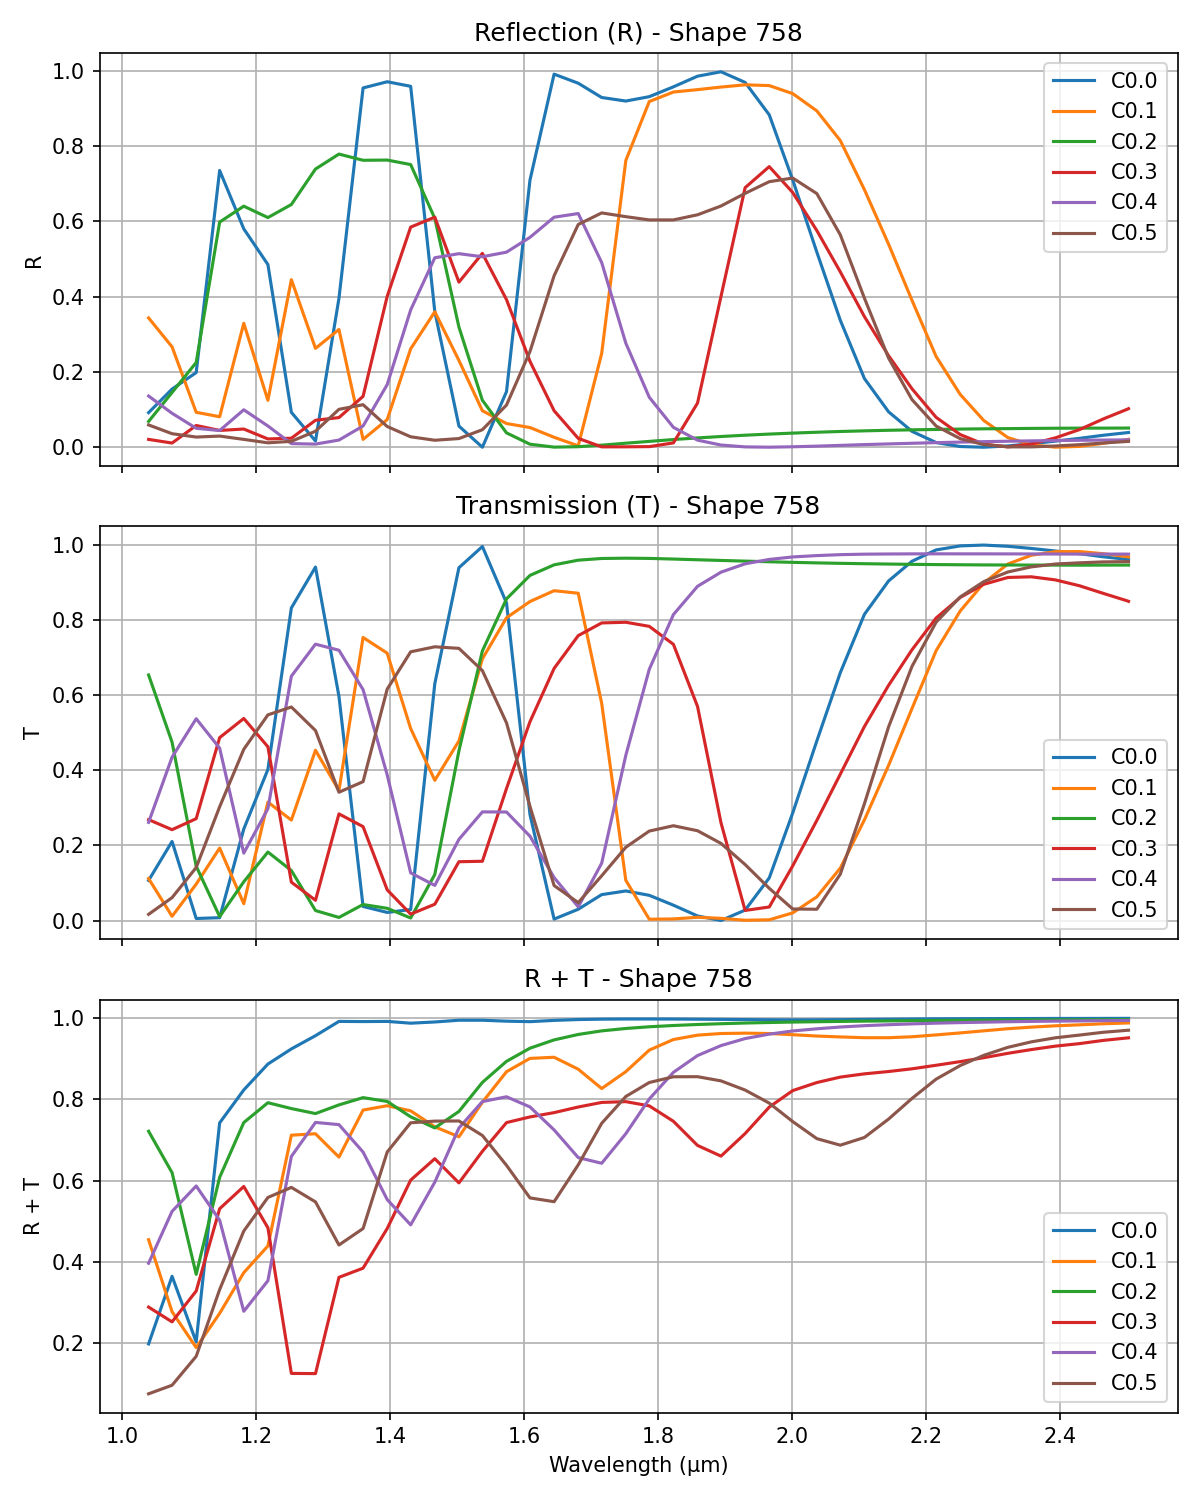 Reflection (R) - Shape 758
1.0
0.8
0.6
0.4
0.2
0.0
R
C0.0
C0.1
C0.2
C0.3
C0.4
C0.5
Transmission (T) - Shape 758
1.0
0.8
0.6
0.4
0.2
0.0
T
C0.0
C0.1
C0.2
C0.3
C0.4
C0.5
R + T - Shape 758
1.0
0.8
0.6
0.4
0.2
R + T
C0.0
C0.1
C0.2
C0.3
C0.4
C0.5
1.0 1.2 1.4 1.6 1.8 2.0 2.2 2.4
Wavelength (μm)